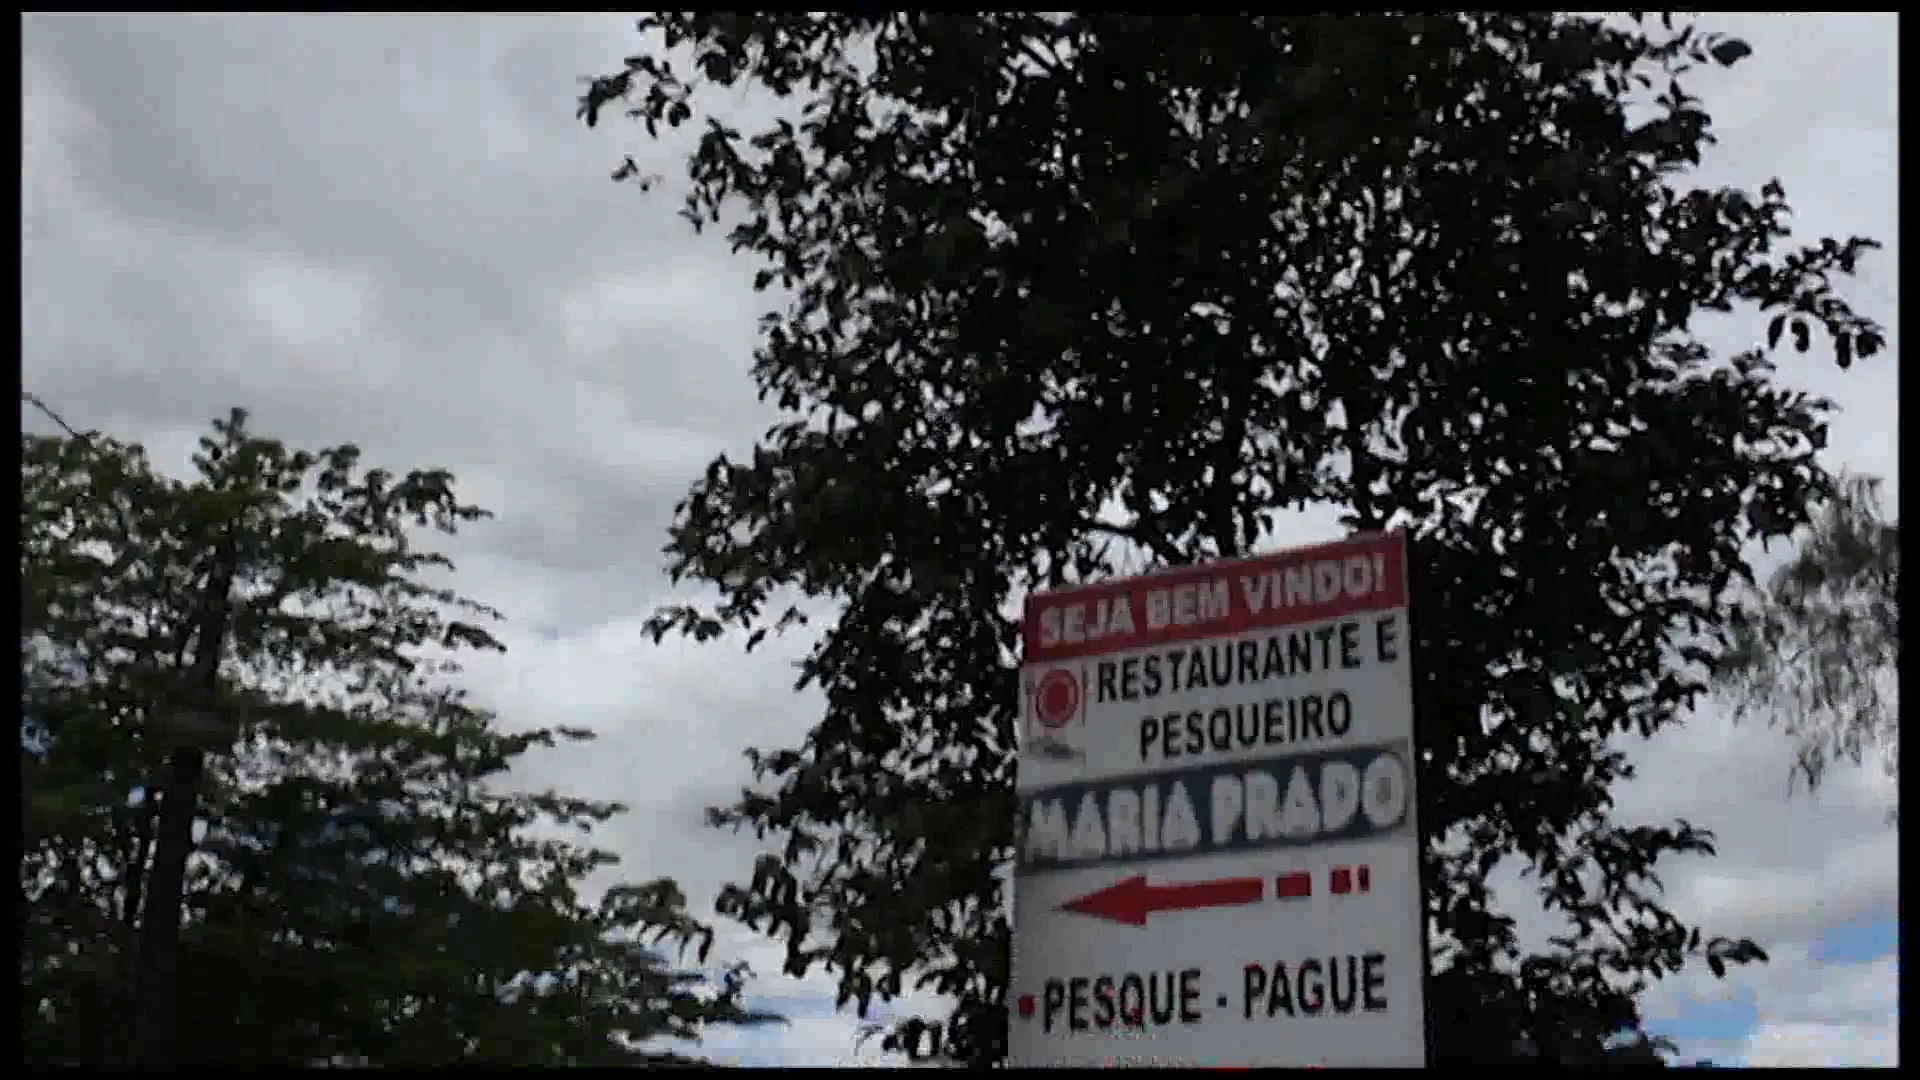 SEJA BEM VINDO!
RESTAURANTE E
PESQUEIRO
MARIA PRADO
PESQUE - PAGUE